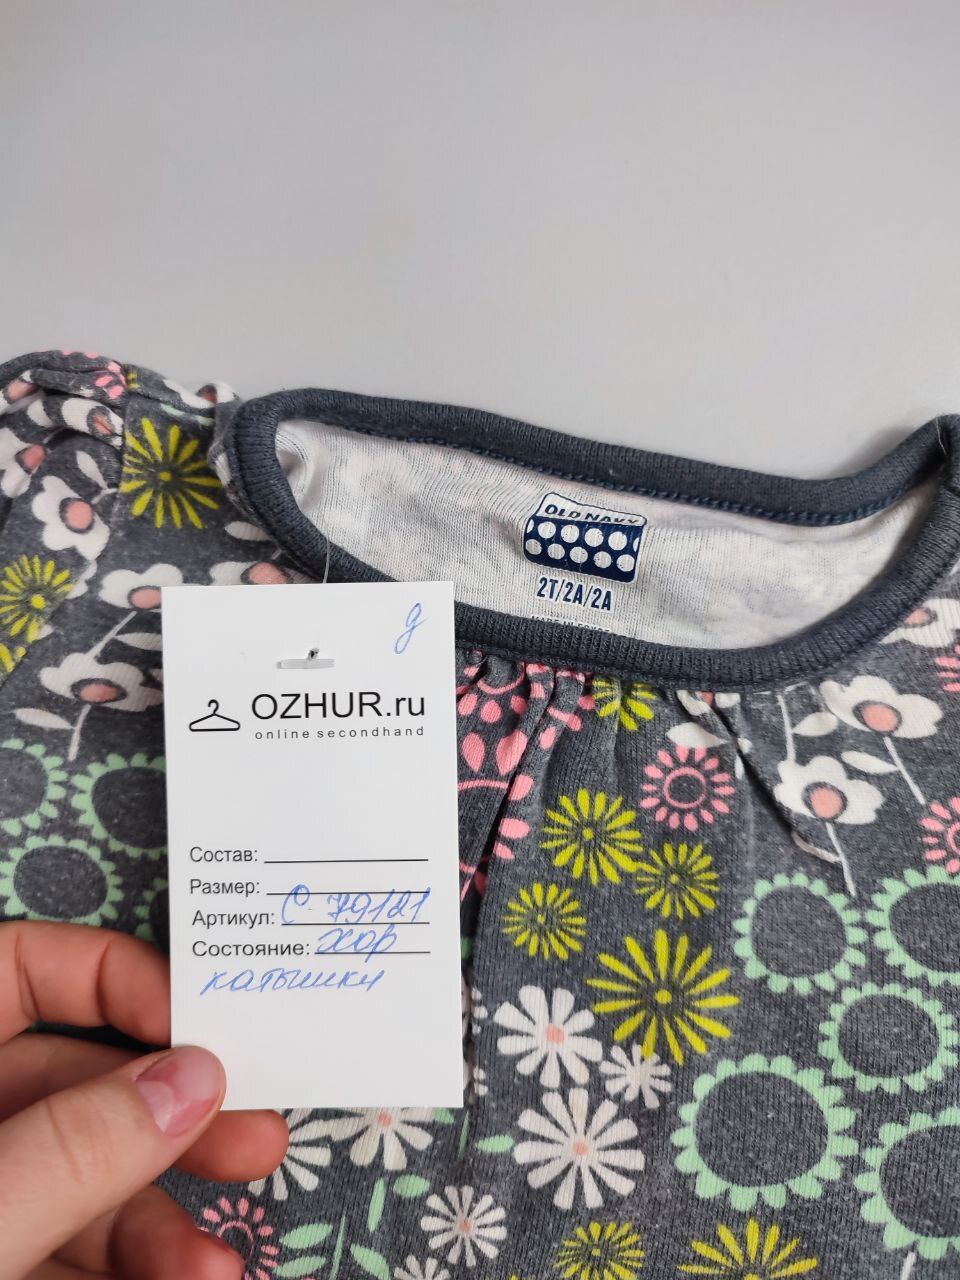 OLD NAVY
2T/2A/2A
д
OZHUR.ru
online secondhand
Состав:
Размер:
Артикул: С-79121
Состояние: хор
катышки